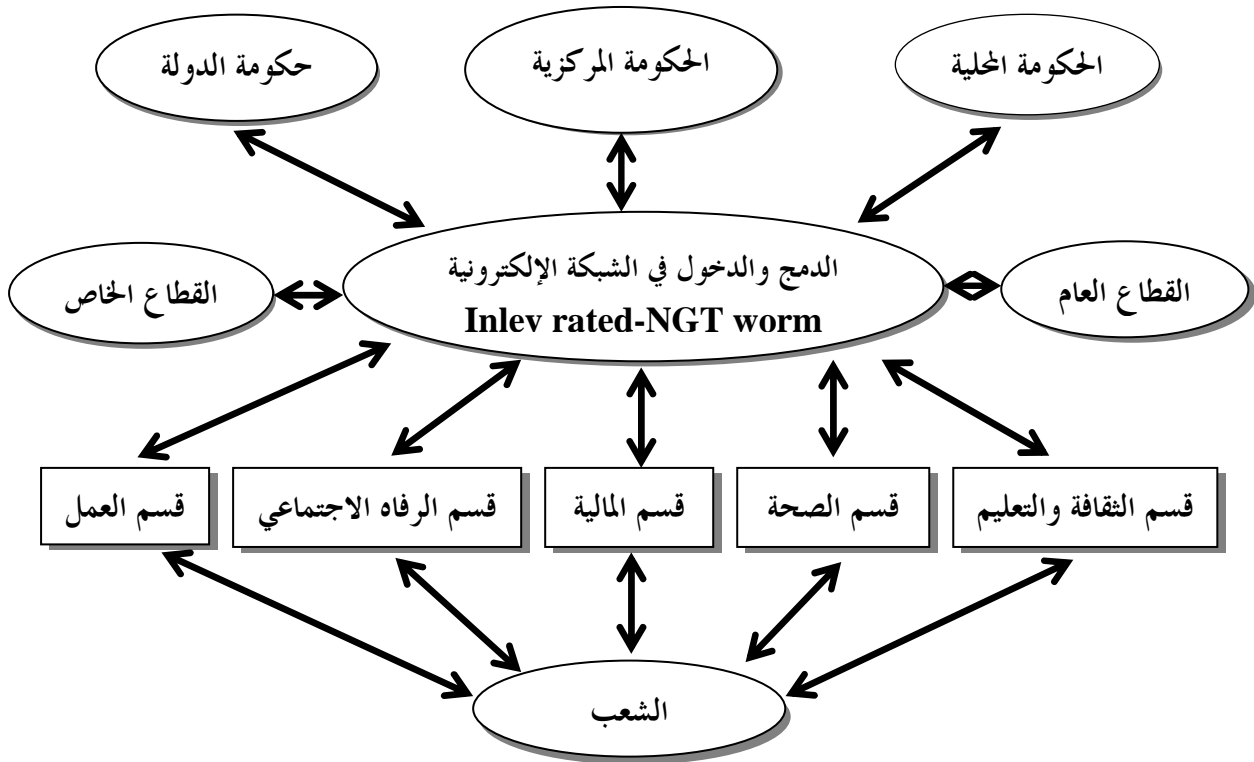 الحكومة المحلية
الحكومة المركزية
حكومة الدولة
الدمج والدخول في الشبكة الإلكترونية
Inlev rated-NGT worm
القطاع العام
القطاع الخاص
قسم الثقافة والتعليم
قسم الصحة
قسم المالية
قسم الرفاه الاجتماعي
قسم العمل
الشعب